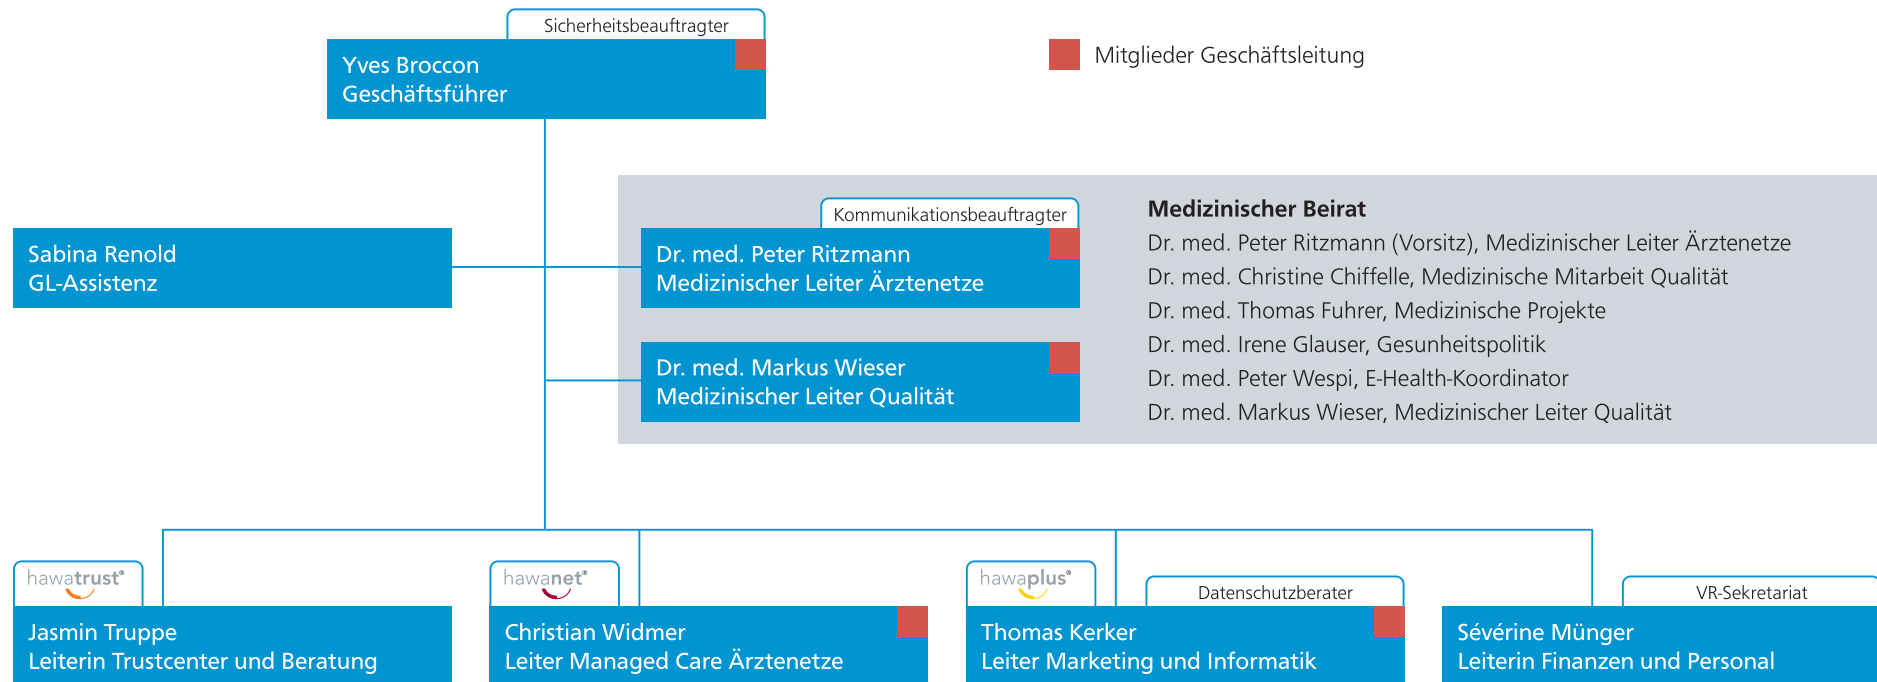 Sicherheitsbeauftragter
Yves Broccon
Geschäftsführer
Mitglieder Geschäftsleitung
Sabina Renold
GL-Assistenz
Kommunikationsbeauftragter
Dr. med. Peter Ritzmann
Medizinischer Leiter Ärztenetze
Dr. med. Markus Wieser
Medizinischer Leiter Qualität
Medizinischer Beirat
Dr. med. Peter Ritzmann (Vorsitz), Medizinischer Leiter Ärztenetze
Dr. med. Christine Chiffelle, Medizinische Mitarbeit Qualität
Dr. med. Thomas Fuhrer, Medizinische Projekte
Dr. med. Irene Glauser, Gesunheitspolitik
Dr. med. Peter Wespi, E-Health-Koordinator
Dr. med. Markus Wieser, Medizinischer Leiter Qualität
hawatrust®
Jasmin Truppe
Leiterin Trustcenter und Beratung
hawanet®
Christian Widmer
Leiter Managed Care Ärztenetze
hawaplus®
Datenschutzberater
Thomas Kerker
Leiter Marketing und Informatik
VR-Sekretariat
Sévérine Münger
Leiterin Finanzen und Personal